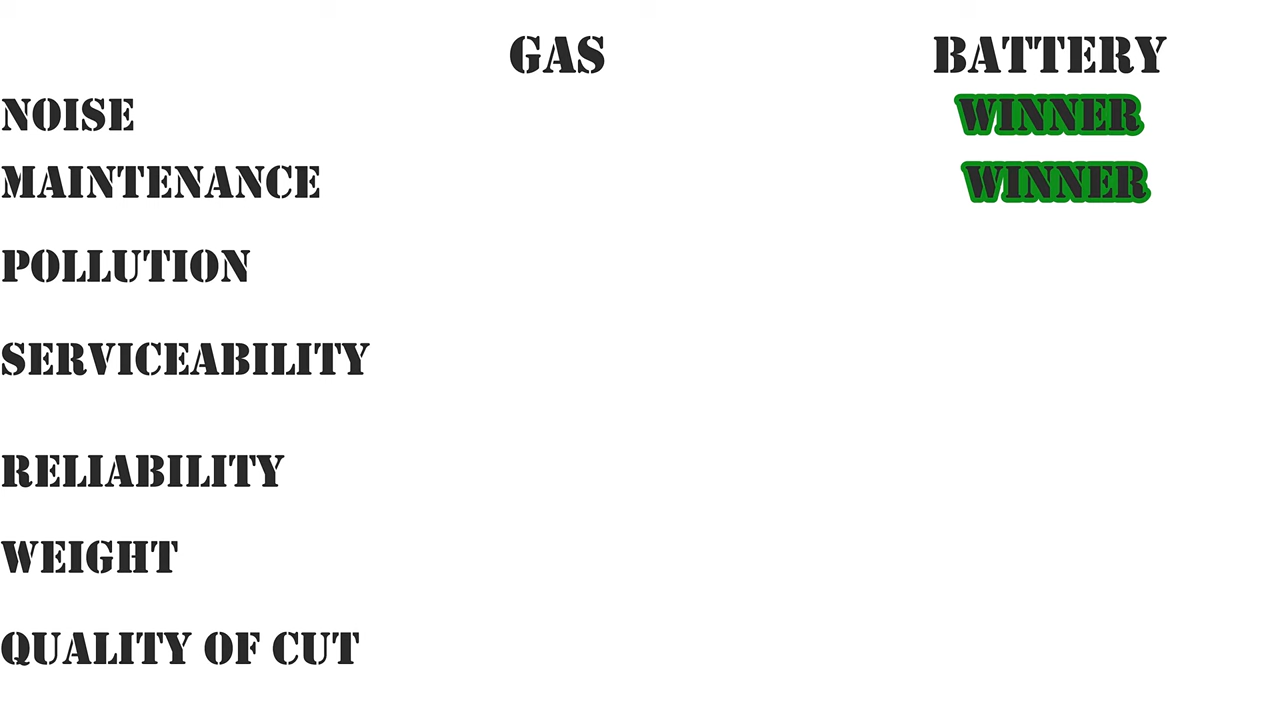 GAS BATTERY
NOISE WINNER
MAINTENANCE WINNER
POLLUTION
SERVICEABILITY
RELIABILITY
WEIGHT
QUALITY OF CUT